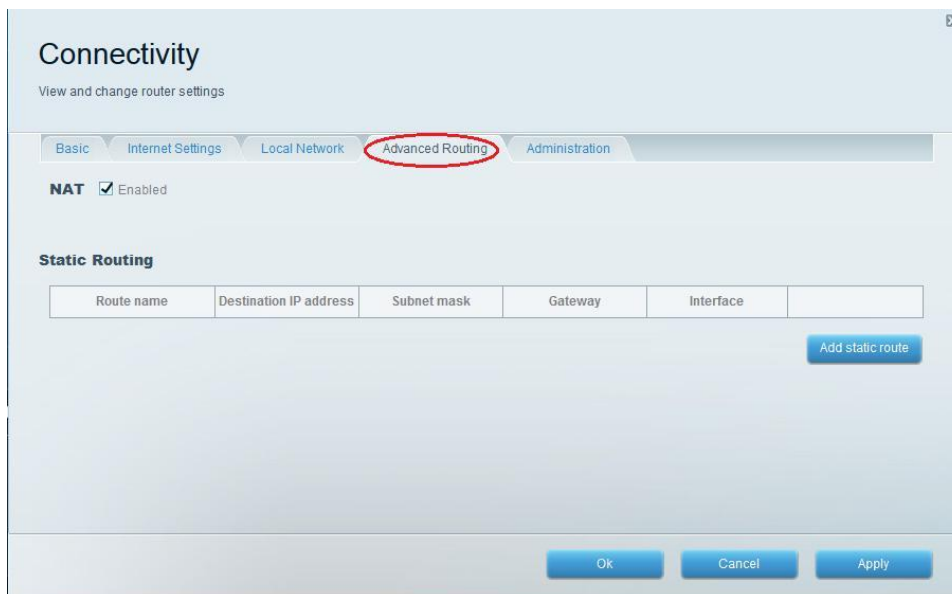 Connectivity
View and change router settings
Basic Internet Settings Local Network Advanced Routing Administration
NAT Enabled
Static Routing
Route name Destination IP address Subnet mask Gateway Interface
Add static route
Ok Cancel Apply